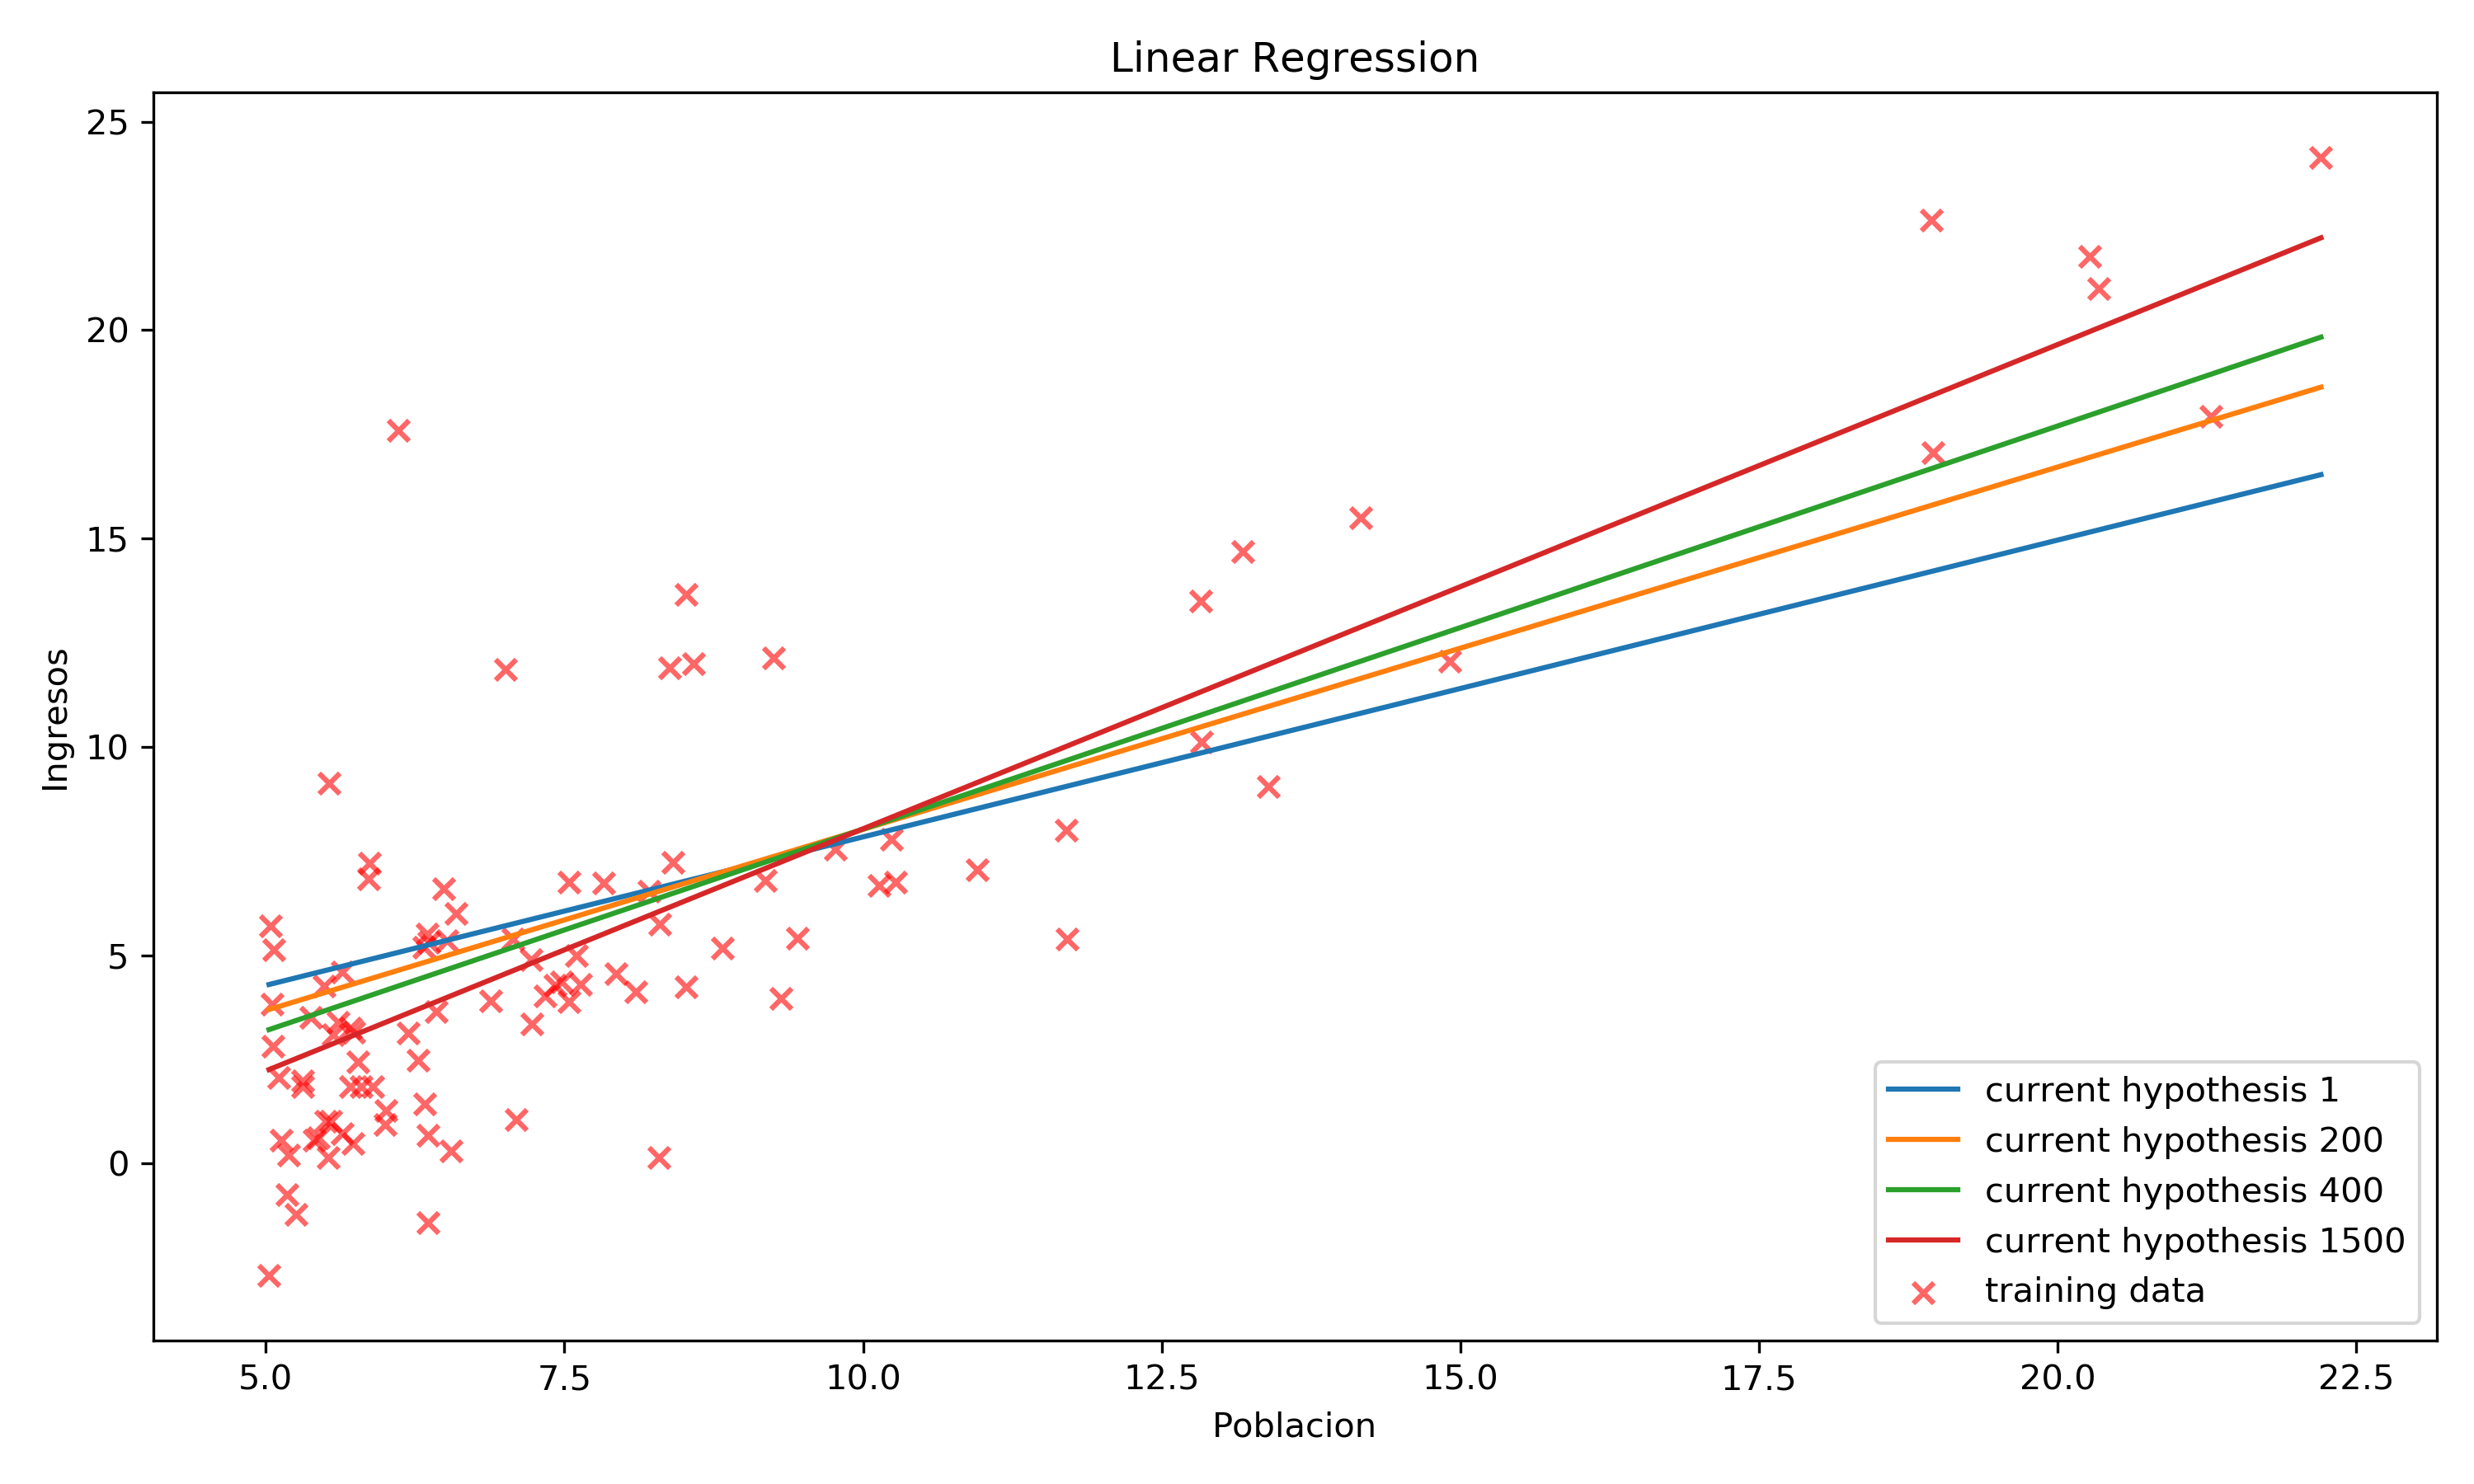 Linear Regression
25
20
15
10
5
0
Ingresos
current hypothesis 1
current hypothesis 200
current hypothesis 400
current hypothesis 1500
training data
5.0 7.5 10.0 12.5 15.0 17.5 20.0 22.5
Poblacion